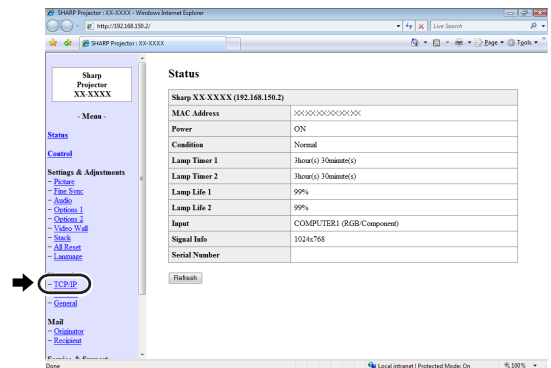 SHARP Projector : XX-XXXX - Windows Internet Explorer
http://192.168.150.2/
Live Search
SHARP Projector : XX-XXXX
Page
Tools
Sharp
Projector
XX-XXXX
- Menu -
Status
Control
Settings & Adjustments
– Picture
– Fine Sync
– Audio
– Options 1
– Options 2
– Video Wall
– Stack
– All Reset
– Language
– TCP/IP
– General
Mail
– Originator
– Recipient
Service & Support
Status
Sharp XX-XXXX (192.168.150.2)
MAC Address XXXXXXXXXXXX
Power ON
Condition Normal
Lamp Timer 1 3hour(s) 30minute(s)
Lamp Timer 2 3hour(s) 30minute(s)
Lamp Life 1 99%
Lamp Life 2 99%
Input COMPUTER1 (RGB/Component)
Signal Info 1024x768
Serial Number
Refresh
Done
Local intranet | Protected Mode: On
100%